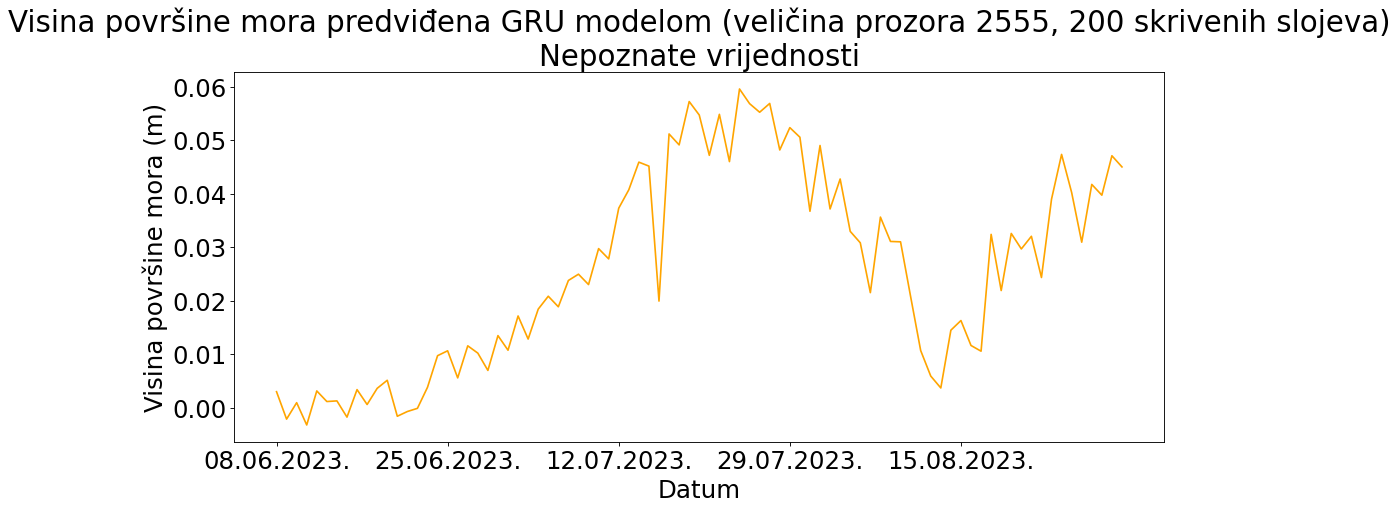 Visina površine mora predviđena GRU modelom (veličina prozora 2555, 200 skrivenih slojeva)
Nepoznate vrijednosti
Visina površine mora (m)
0.06
0.05
0.04
0.03
0.02
0.01
0.00
08.06.2023. 25.06.2023. 12.07.2023. 29.07.2023. 15.08.2023.
Datum